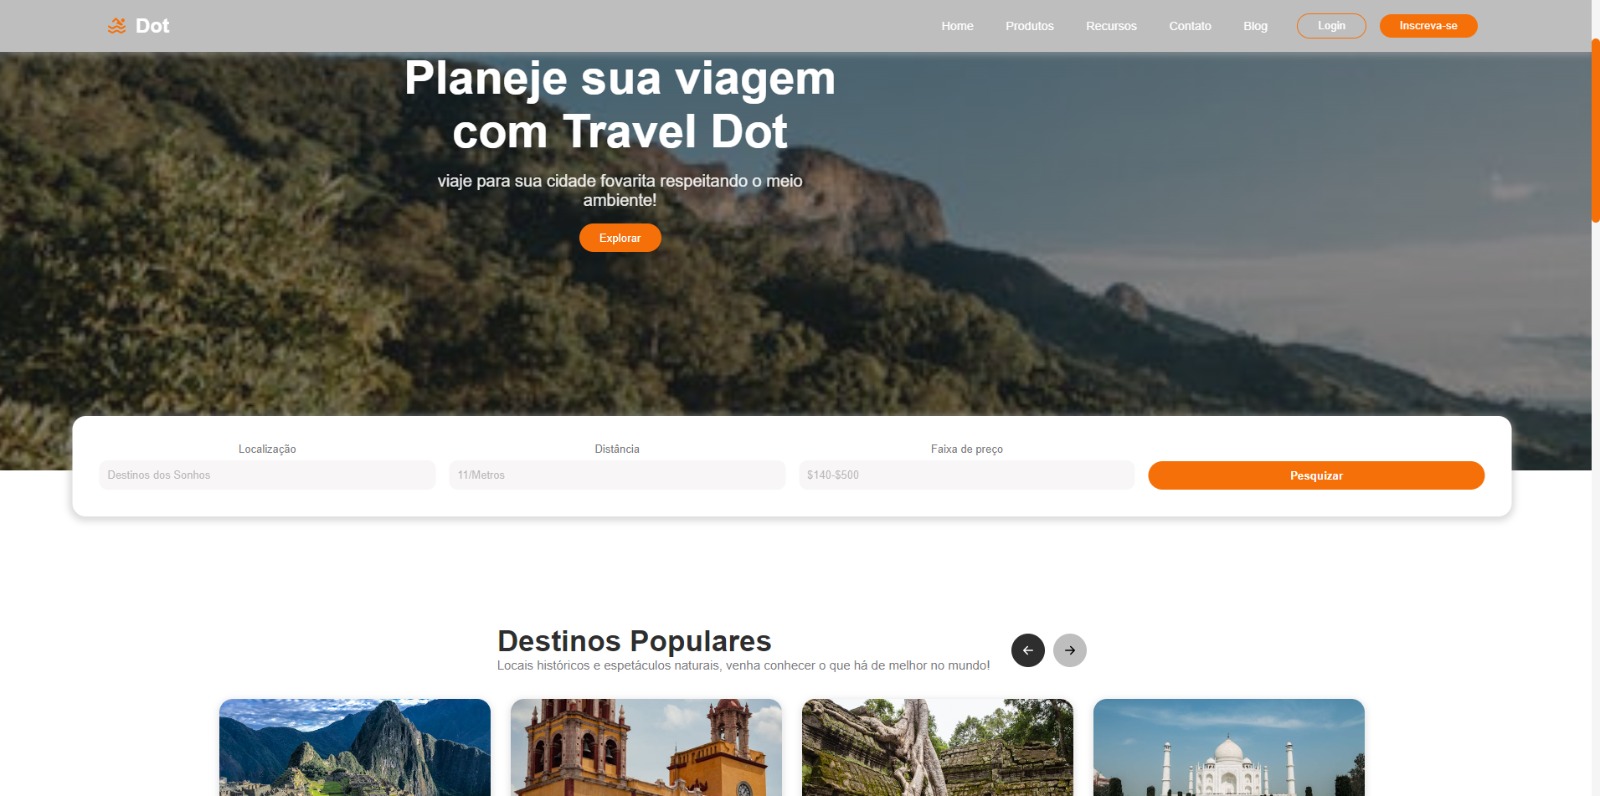 Dot
Home Produtos Recursos Contato Blog Login Inscreva-se
Planeje sua viagem
com Travel Dot
viaje para sua cidade fovarita respeitando o meio
ambiente!
Explorar
Localização Distância Faixa de preço
Destinos dos Sonhos 11/Metros $140-$500 Pesquizar
Destinos Populares
Locais históricos e espetáculos naturais, venha conhecer o que há de melhor no mundo!